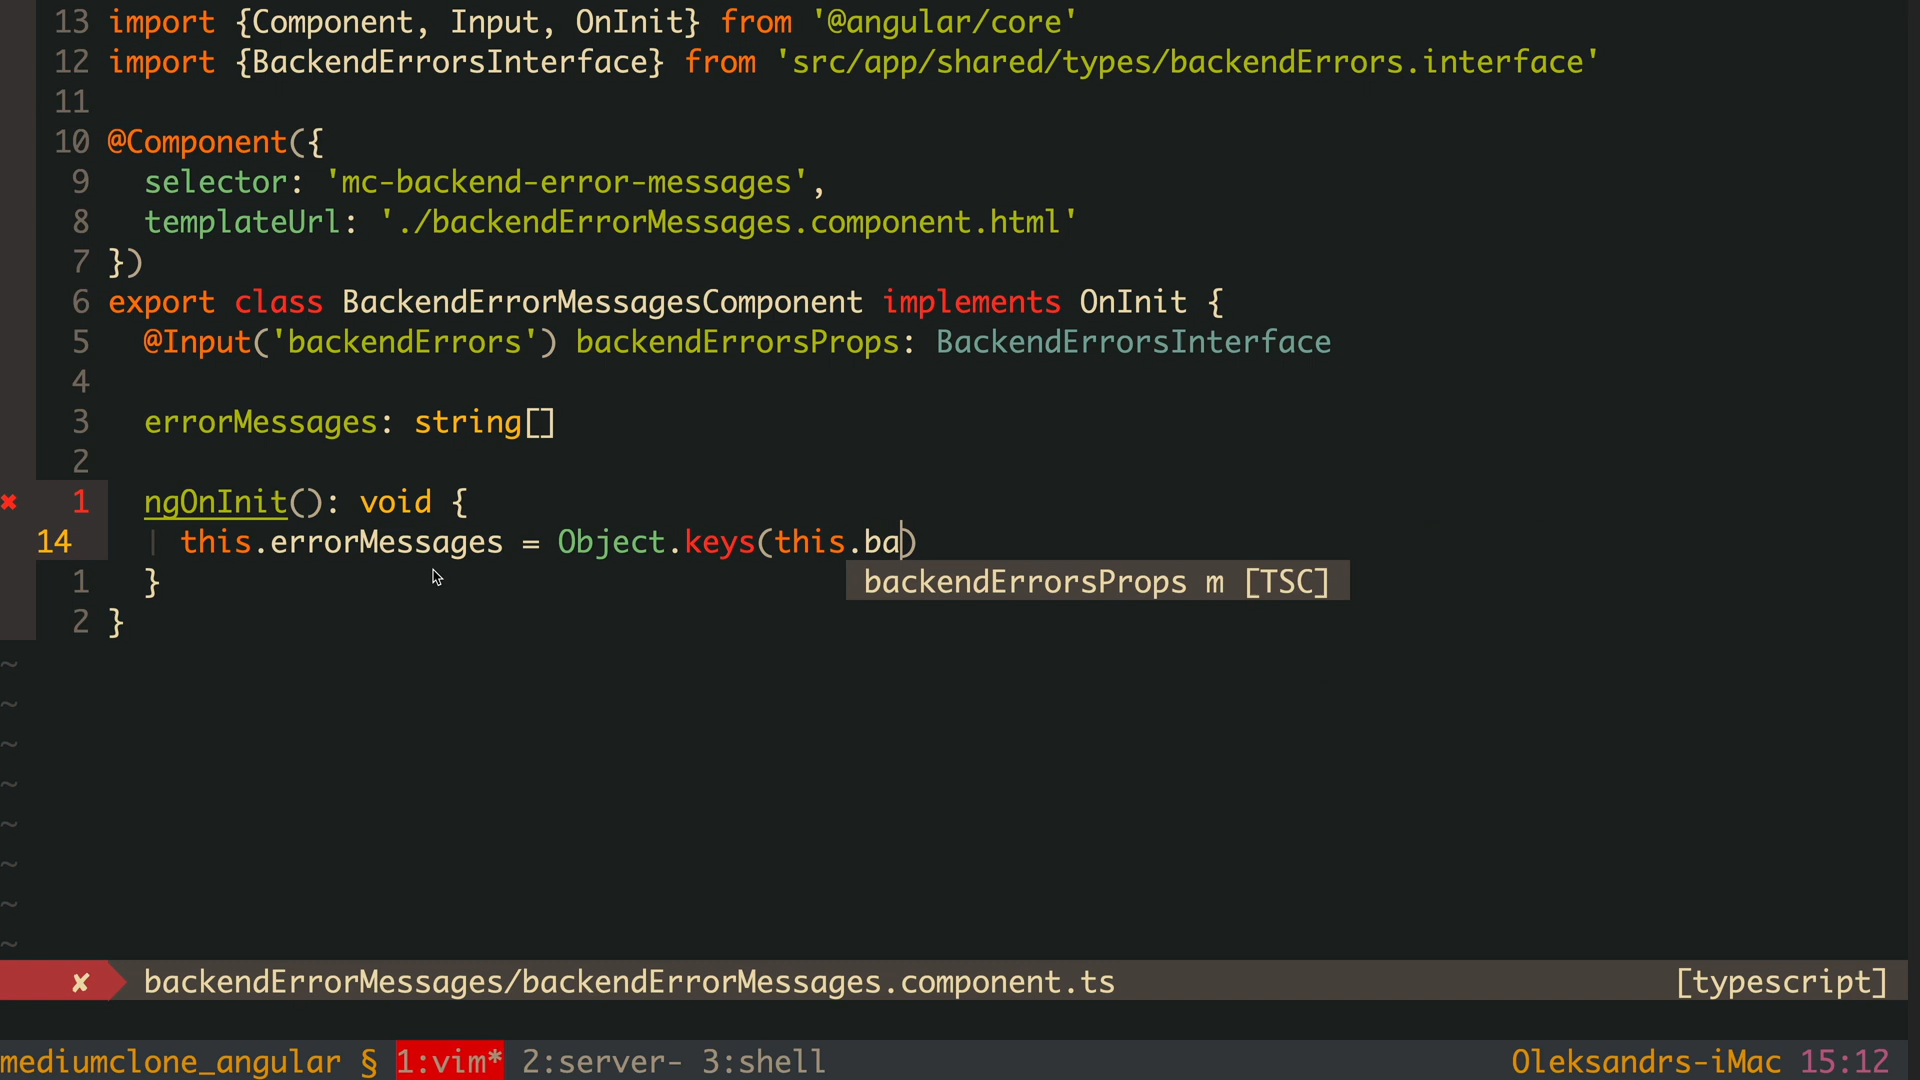 13 import {Component, Input, OnInit} from '@angular/core'
12 import {BackendErrorsInterface} from 'src/app/shared/types/backendErrors.interface'
11
10 @Component({
9   selector: 'mc-backend-error-messages',
8   templateUrl: './backendErrorMessages.component.html'
7 })
6 export class BackendErrorMessagesComponent implements OnInit {
5   @Input('backendErrors') backendErrorsProps: BackendErrorsInterface
4
3   errorMessages: string[]
2
✖ 1   ngOnInit(): void {
14   | this.errorMessages = Object.keys(this.ba)
1   } backendErrorsProps m [TSC]
2 }
~
~
~
~
~
~
~
~
✘ backendErrorMessages/backendErrorMessages.component.ts [typescript]
mediumclone_angular § 1:vim* 2:server- 3:shell Oleksandrs-iMac 15:12